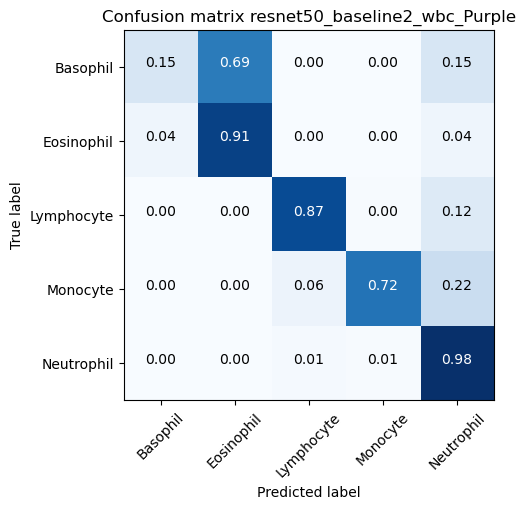 Confusion matrix resnet50_baseline2_wbc_Purple
True label
Basophil 0.15 0.69 0.00 0.00 0.15
Eosinophil 0.04 0.91 0.00 0.00 0.04
Lymphocyte 0.00 0.00 0.87 0.00 0.12
Monocyte 0.00 0.00 0.06 0.72 0.22
Neutrophil 0.00 0.00 0.01 0.01 0.98
Basophil Eosinophil Lymphocyte Monocyte Neutrophil
Predicted label